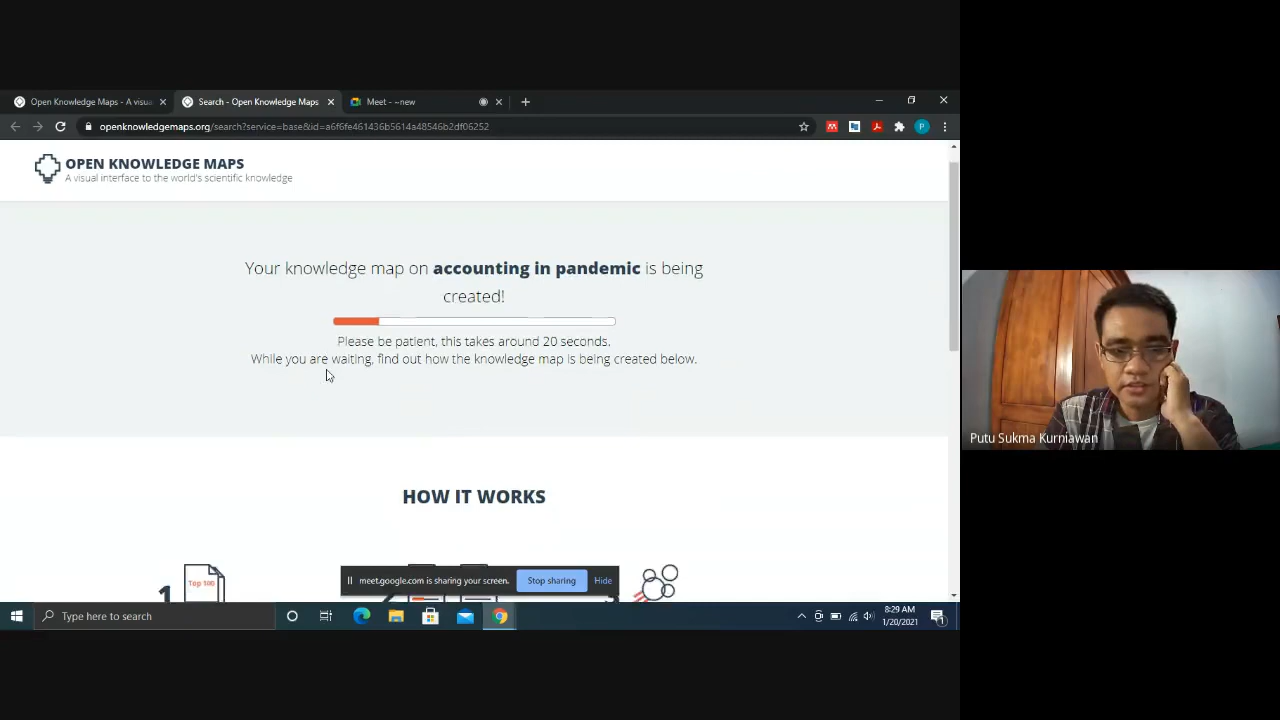 Open Knowledge Maps - A visua
Search - Open Knowledge Maps
Meet - ~new
openknowledgemaps.org/search?service=base&id=a6f6fe461436b5614a48546b2df06252
P
OPEN KNOWLEDGE MAPS
A visual interface to the world's scientific knowledge
Your knowledge map on accounting in pandemic is being
created!
Please be patient, this takes around 20 seconds.
While you are waiting, find out how the knowledge map is being created below.
Putu Sukma Kurniawan
HOW IT WORKS
1
Top 100
meet.google.com is sharing your screen.
Stop sharing
Hide
Type here to search
8:29 AM
1/20/2021
1